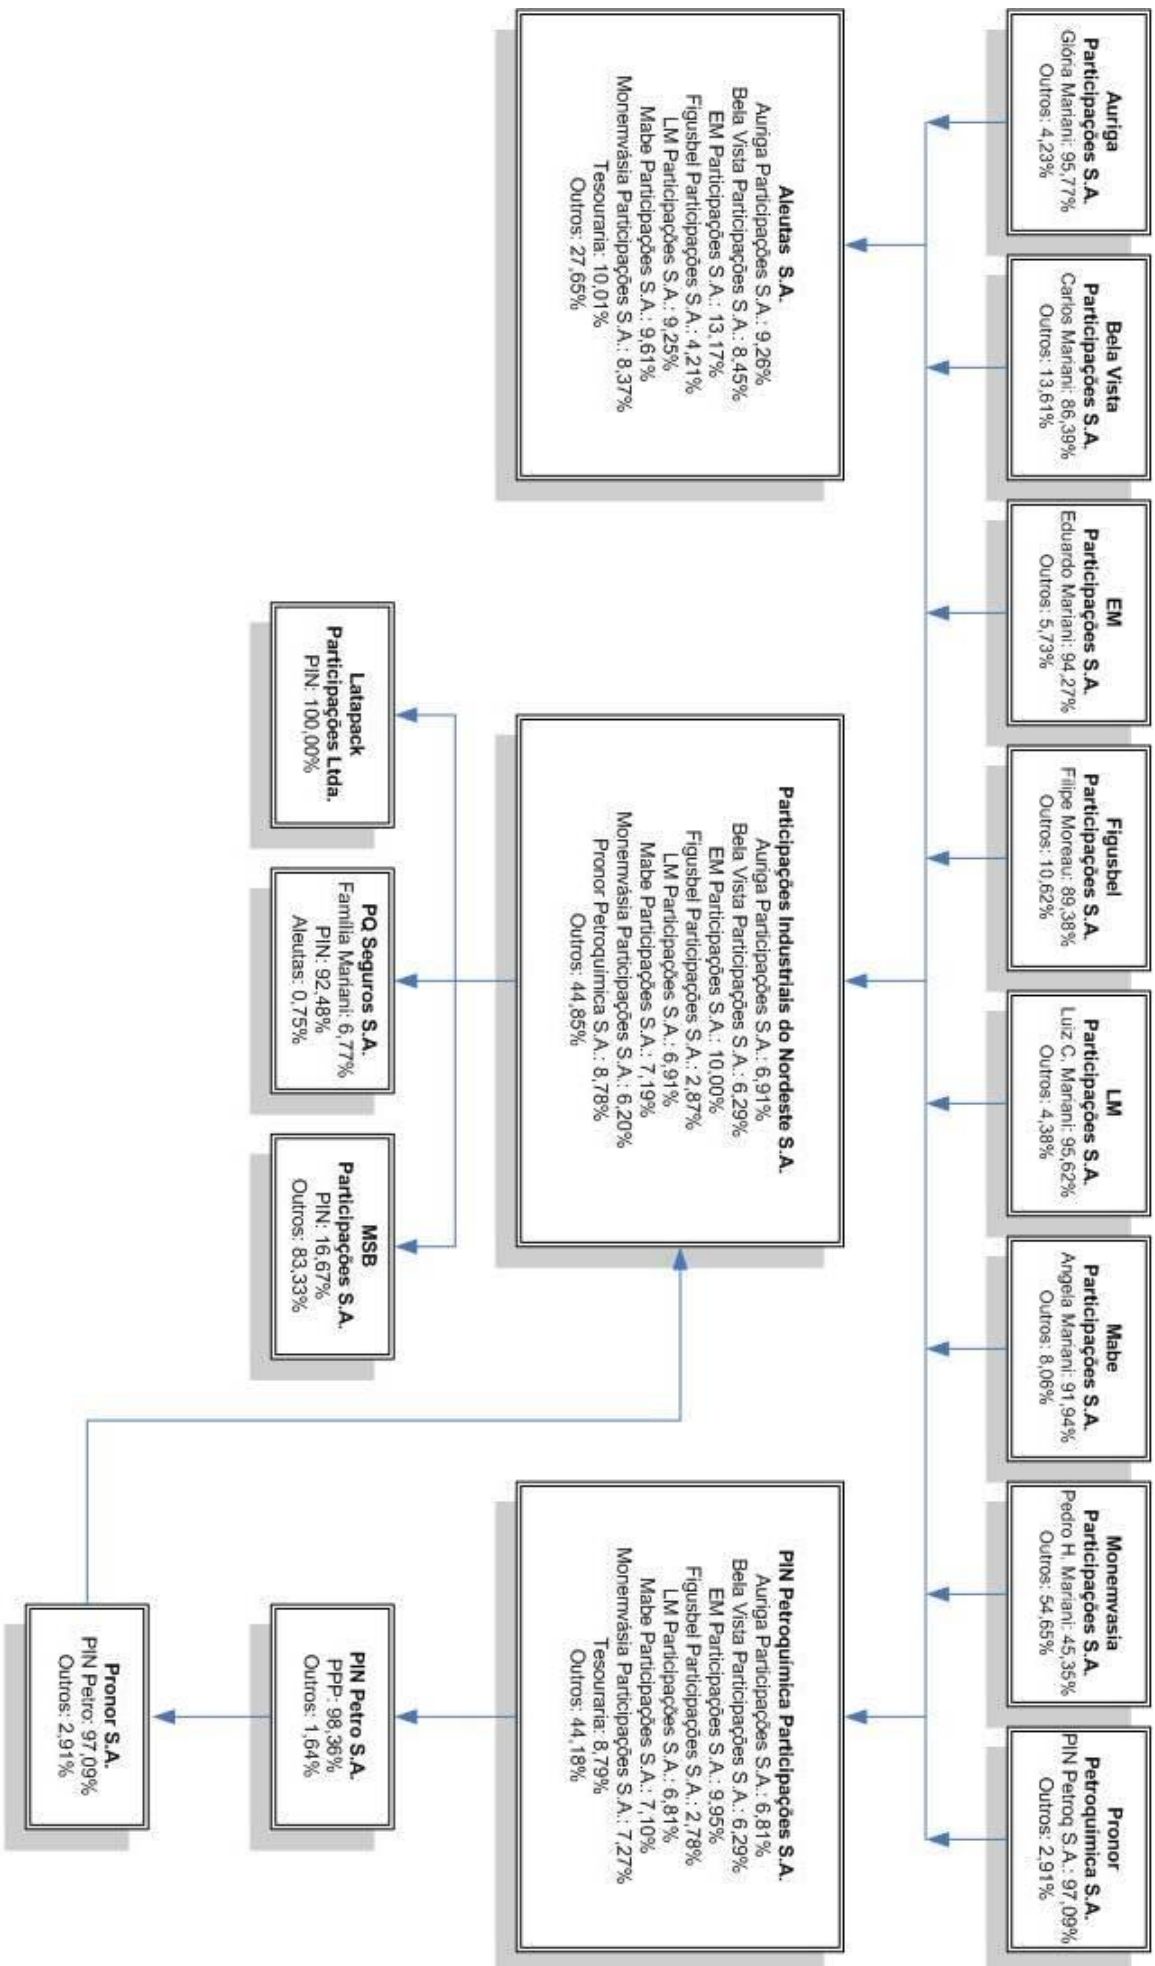 Auriga
Participações S.A.
Glória Mariani: 95,77%
Outros: 4,23%
Bela Vista
Participações S.A.
Carlos Mariani: 86,39%
Outros: 13,61%
EM
Participações S.A.
Eduardo Mariani: 94,27%
Outros: 5,73%
Figusbel
Participações S.A.
Filipe Moreau: 89,38%
Outros: 10,62%
LM
Participações S.A.
Luiz C. Mariani: 95,62%
Outros: 4,38%
Mabe
Participações S.A.
Angela Mariani: 91,94%
Outros: 8,06%
Monemvasia
Participações S.A.
Pedro H. Mariani: 45,35%
Outros: 54,65%
Pronor
Petroquimica S.A.
PIN Petroq S.A.: 97,09%
Outros: 2,91%
Aleutas S.A.
Auriga Participações S.A.: 9,26%
Bela Vista Participações S.A.: 8,45%
EM Participações S.A.: 13,17%
Figusbel Participações S.A.: 4,21%
LM Participações S.A.: 9,25%
Mabe Participações S.A.: 9,61%
Monemvásia Participações S.A.: 8,37%
Tesouraria: 10,01%
Outros: 27,65%
Participações Industriais do Nordeste S.A.
Auriga Participações S.A.: 6,91%
Bela Vista Participações S.A.: 6,29%
EM Participações S.A.: 10,00%
Figusbel Participações S.A.: 2,87%
LM Participações S.A.: 6,91%
Mabe Participações S.A.: 7,19%
Monemvásia Participações S.A.: 6,20%
Pronor Petroquimica S.A.: 8,78%
Outros: 44,85%
PIN Petroquímica Participações S.A.
Auriga Participações S.A.: 6,81%
Bela Vista Participações S.A.: 6,29%
EM Participações S.A.: 9,95%
Figusbel Participações S.A.: 2,78%
LM Participações S.A.: 6,81%
Mabe Participações S.A.: 7,10%
Monemvásia Participações S.A.: 7,27%
Tesouraria: 8,79%
Outros: 44,18%
Latapack
Participações Ltda.
PIN: 100,00%
PQ Seguros S.A.
Família Mariani: 6,77%
PIN: 92,48%
Aleutas: 0,75%
MSB
Participações S.A.
PIN: 16,67%
Outros: 83,33%
PIN Petro S.A.
PPP: 98,36%
Outros: 1,64%
Pronor S.A.
PIN Petro: 97,09%
Outros: 2,91%